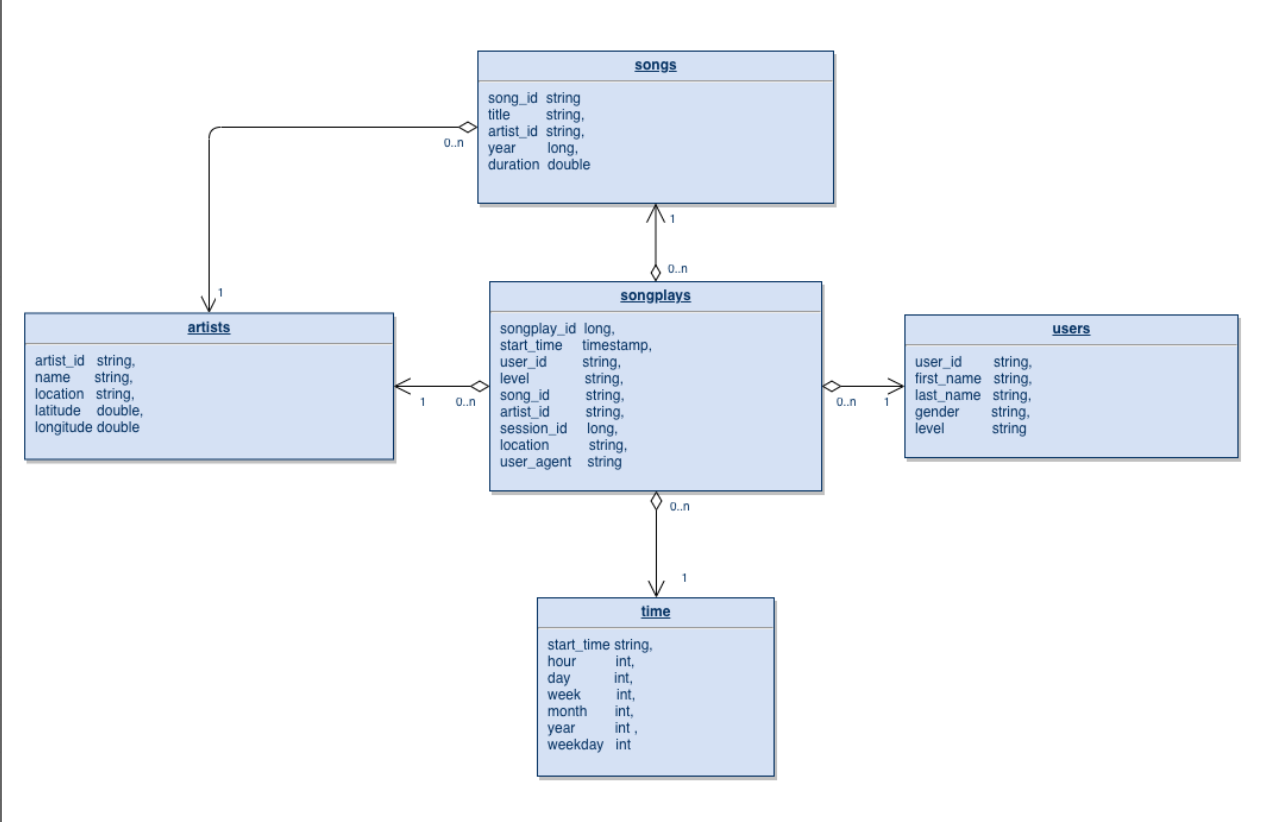 songs
song_id string
title string,
artist_id string,
year long,
duration double
0..n
1
0..n
1
artists
artist_id string,
name string,
location string,
latitude double,
longitude double
1
0..n
songplays
songplay_id long,
start_time timestamp,
user_id string,
level string,
song_id string,
artist_id string,
session_id long,
location string,
user_agent string
0..n
1
users
user_id string,
first_name string,
last_name string,
gender string,
level string
0..n
1
time
start_time string,
hour int,
day int,
week int,
month int,
year int ,
weekday int